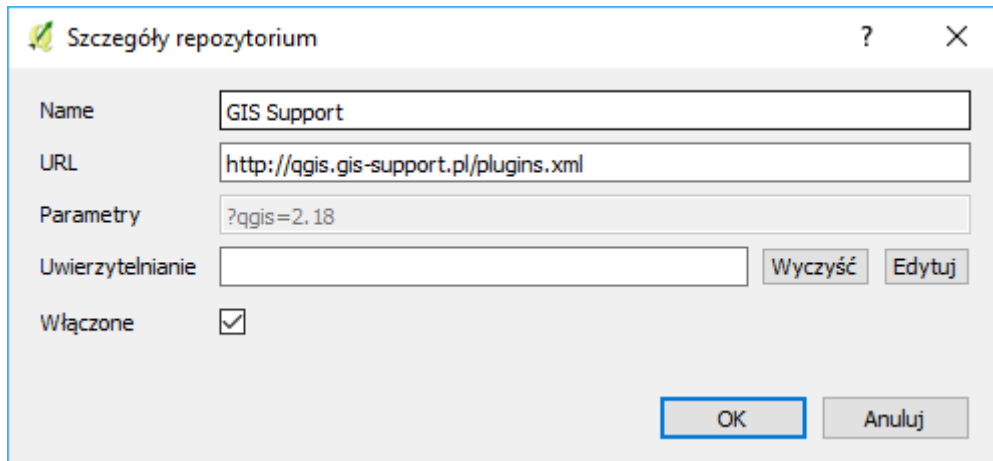 Szczegóły repozytorium
Name GIS Support
URL http://qgis.gis-support.pl/plugins.xml
Parametry ?qgis=2.18
Uwierzytelnianie Wyczyść Edytuj
Włączone
OK Anuluj